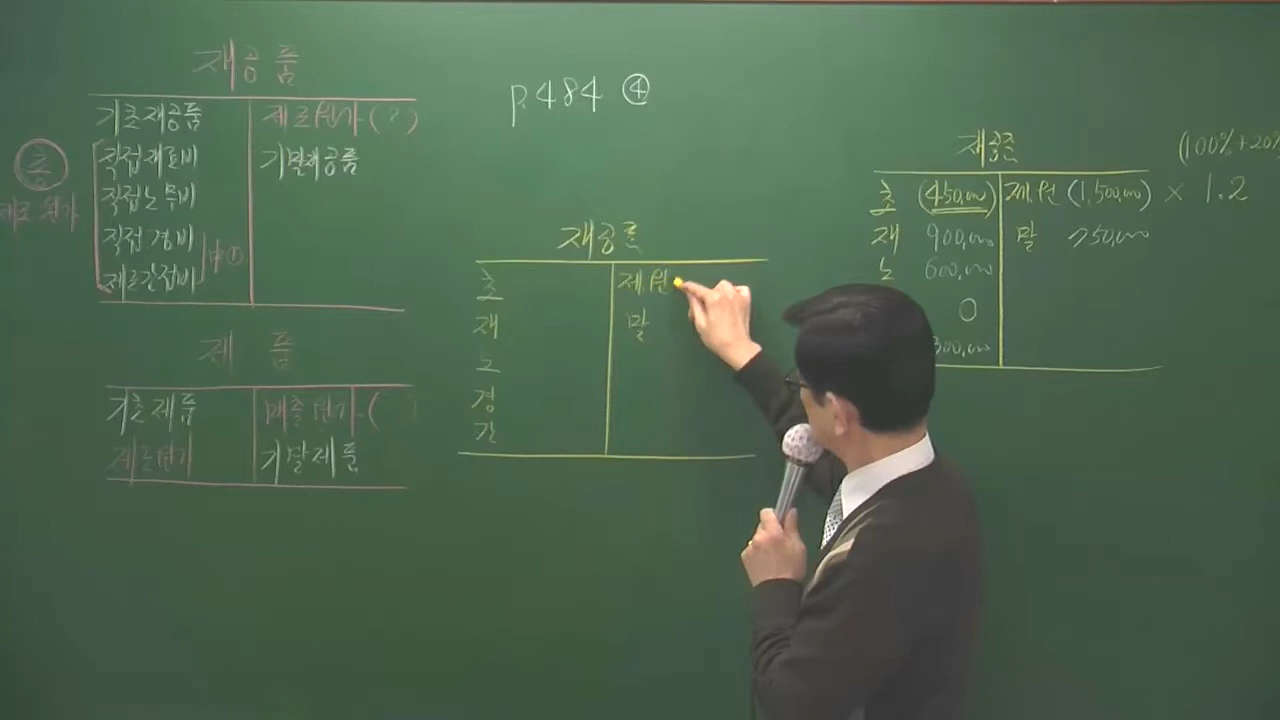 재공품
기초재공품 제조원가 (?)
직접재료비 기말재공품
직접노무비
직접경비
제조간접비
총
제조원가
제품
기초제품 매출원가 (
제조원가 기말제품
p.484 ④
재공품
초 제.원
재 말
노
경
간
재공품
(100%+20%
초 (450,000) 제.원 (1,500,000) × 1.2
재 900,000 말 750,000
노 600,000
0
300,000